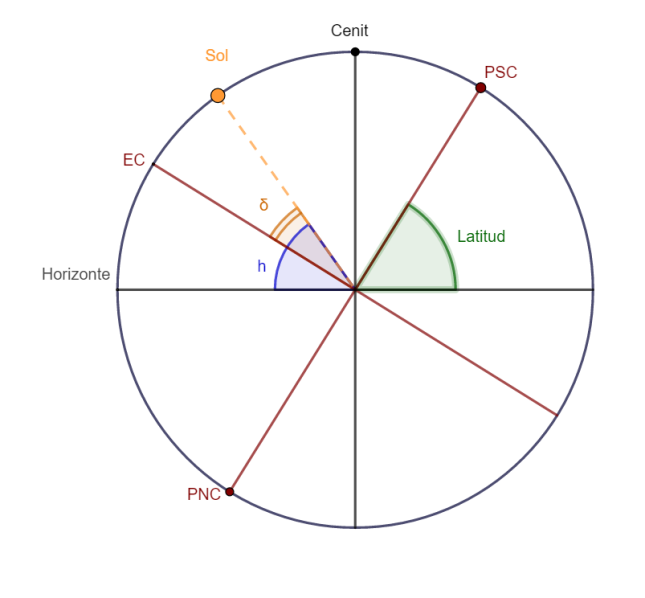 Cenit
Sol
PSC
EC
δ
Latitud
h
Horizonte
PNC